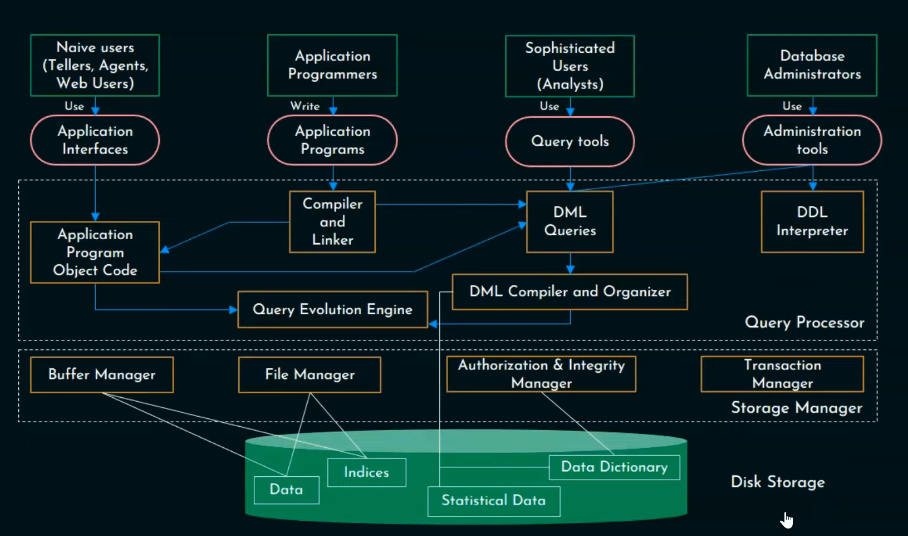 Naive users
(Tellers, Agents,
Web Users)
Application
Programmers
Sophisticated
Users
(Analysts)
Database
Administrators
Use
Write
Use
Use
Application
Interfaces
Application
Programs
Query tools
Administration
tools
Compiler
and
Linker
DML
Queries
DDL
Interpreter
Application
Program
Object Code
DML Compiler and Organizer
Query Evolution Engine
Query Processor
Buffer Manager
File Manager
Authorization & Integrity
Manager
Transaction
Manager
Storage Manager
Data
Indices
Statistical Data
Data Dictionary
Disk Storage